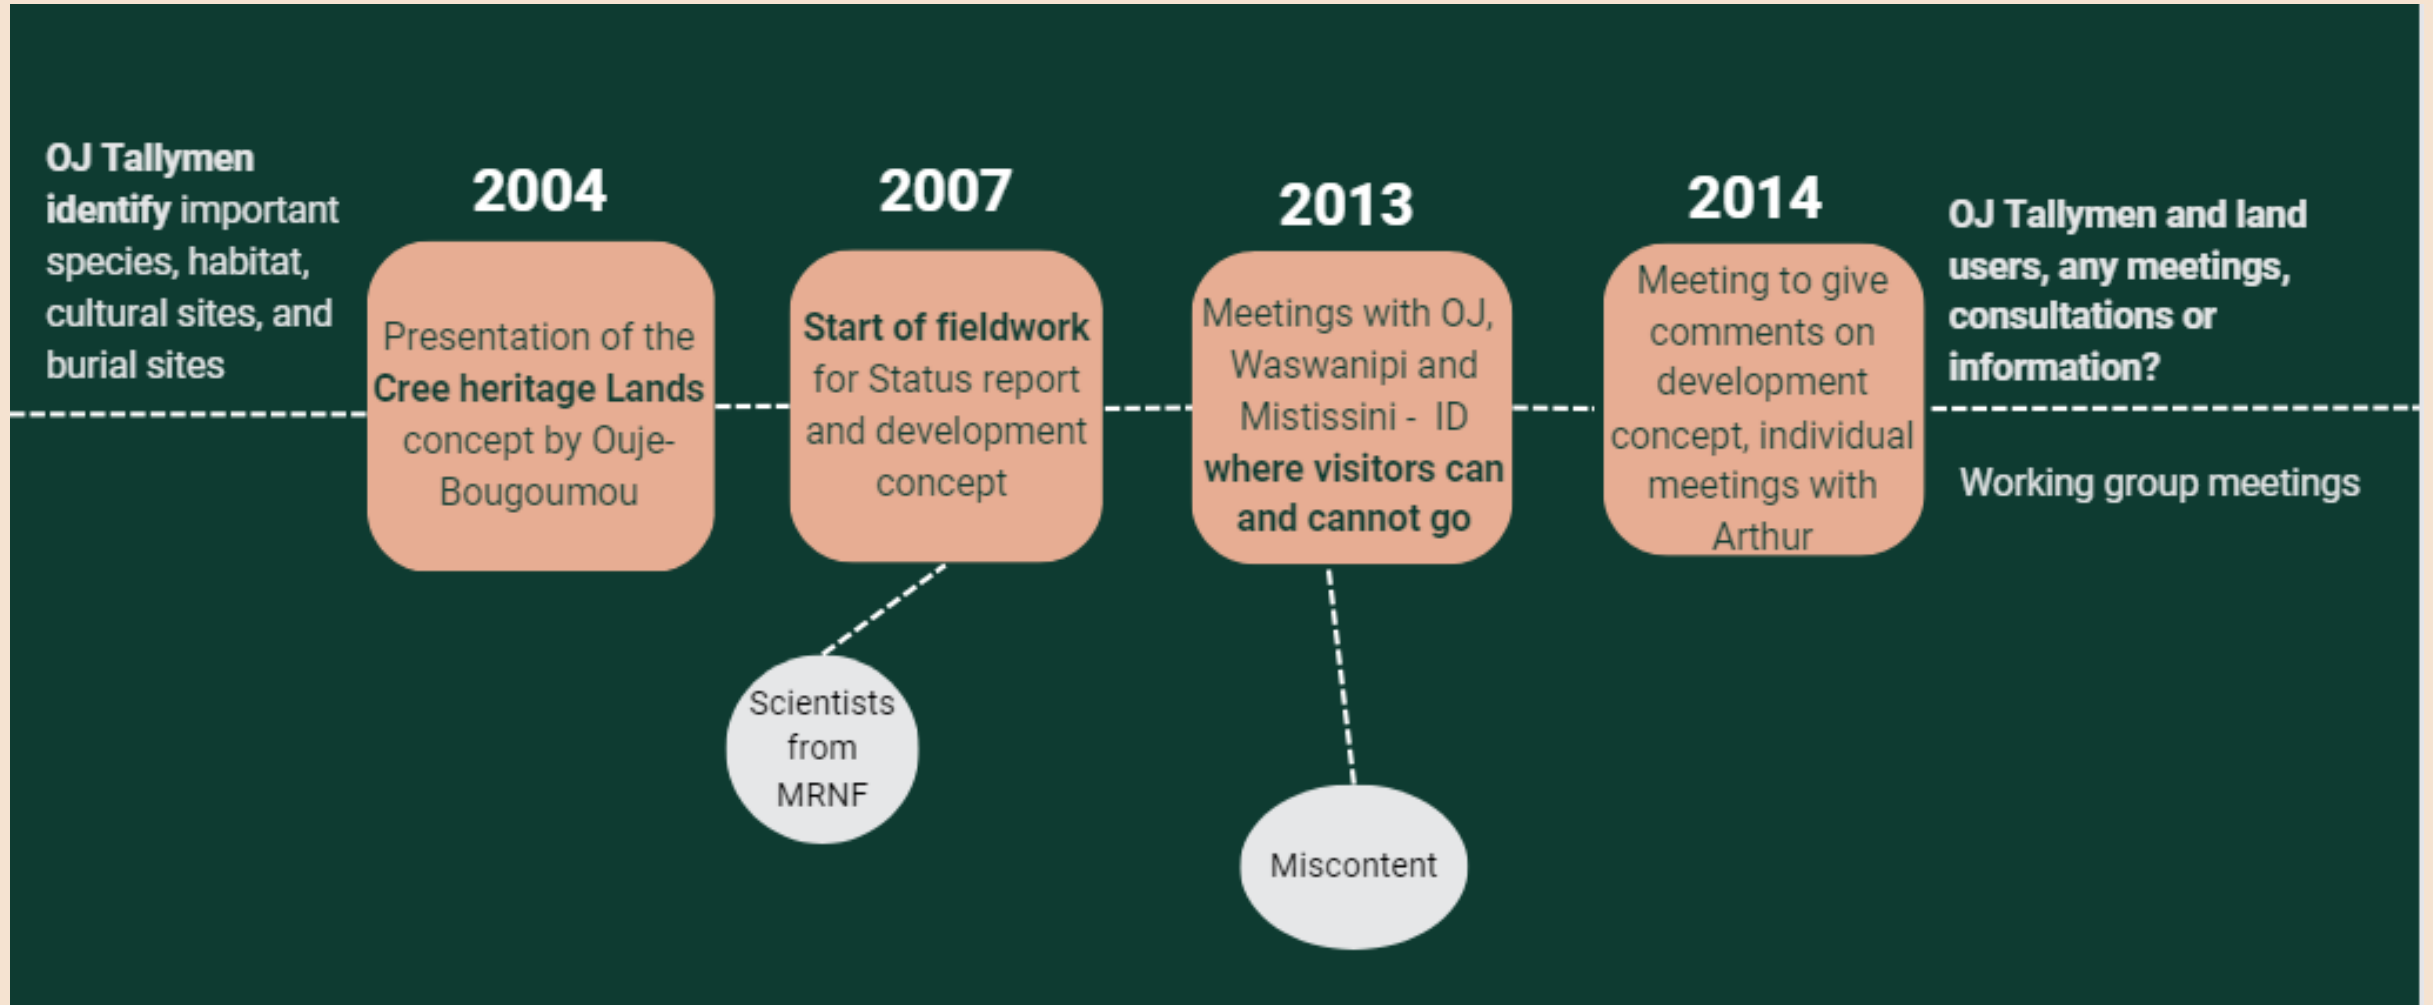 OJ Tallymen
identify important
species, habitat,
cultural sites, and
burial sites
2004
Presentation of the
Cree heritage Lands
concept by Ouje-
Bougoumou
2007
Start of fieldwork
for Status report
and development
concept
Scientists
from
MRNF
2013
Meetings with OJ,
Waswanipi and
Mistissini - ID
where visitors can
and cannot go
Miscontent
2014
Meeting to give
comments on
development
concept, individual
meetings with
Arthur
OJ Tallymen and land
users, any meetings,
consultations or
information?
Working group meetings